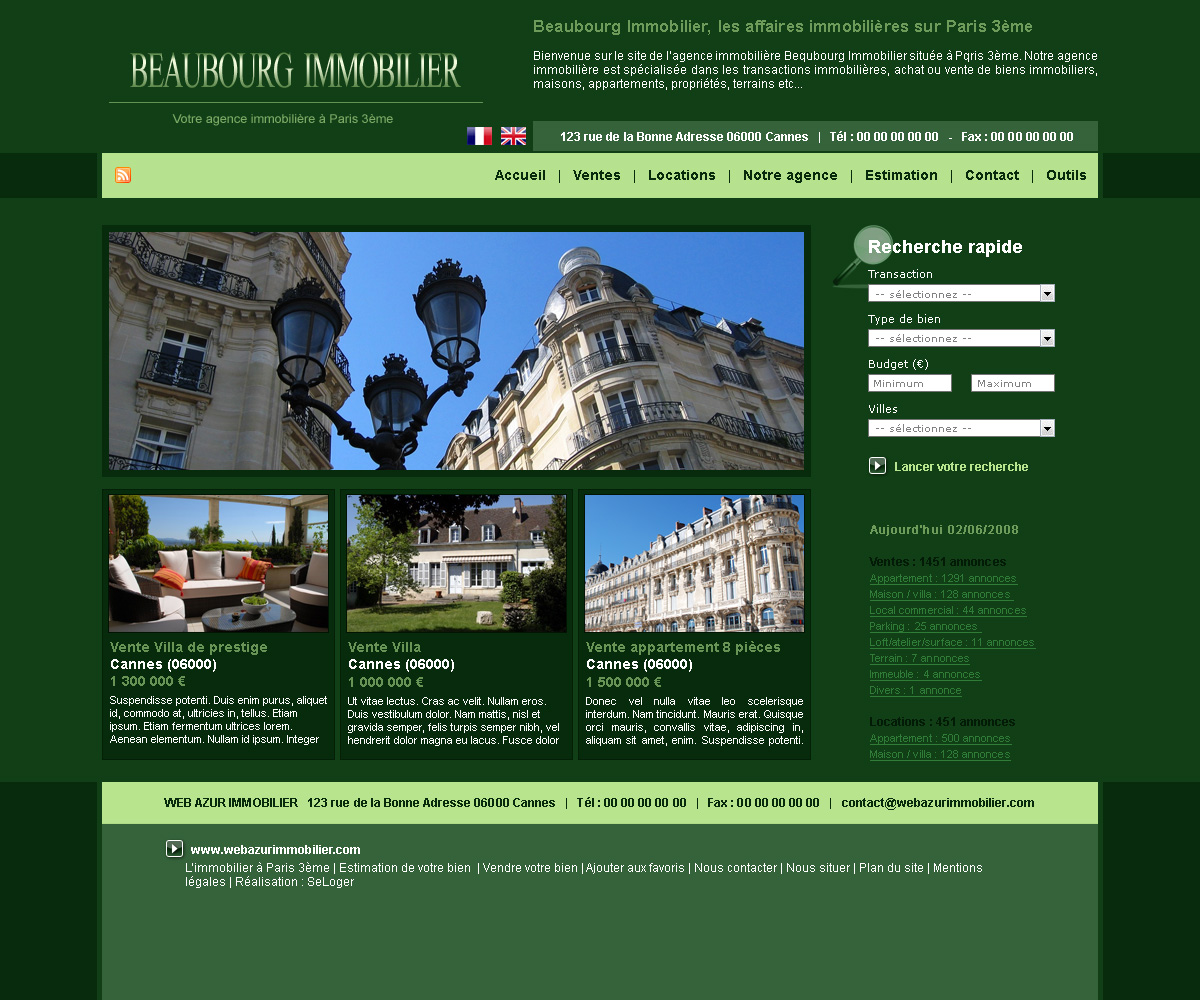 Beaubourg Immobilier, les affaires immobilières sur Paris 3ème
Bienvenue sur le site de l'agence immobilière Bequbourg Immobilier située à Pqris 3ème. Notre agence
immobilière est spécialisée dans les transactions immobilières, achat ou vente de biens immobiliers,
maisons, appartements, propriétés, terrains etc...
BEAUBOURG IMMOBILIER
Votre agence immobilière à Paris 3ème
123 rue de la Bonne Adresse 06000 Cannes | Tél : 00 00 00 00 00 - Fax : 00 00 00 00 00
Accueil | Ventes | Locations | Notre agence | Estimation | Contact | Outils
Recherche rapide
Transaction
-- sélectionnez --
Type de bien
-- sélectionnez --
Budget (€)
Minimum Maximum
Villes
-- sélectionnez --
Lancer votre recherche
Vente Villa de prestige
Cannes (06000)
1 300 000 €
Suspendisse potenti. Duis enim purus, aliquet
id, commodo at, ultricies in, tellus. Etiam
ipsum. Etiam fermentum ultrices lorem.
Aenean elementum. Nullam id ipsum. Integer
Vente Villa
Cannes (06000)
1 000 000 €
Ut vitae lectus. Cras ac velit. Nullam eros.
Duis vestibulum dolor. Nam mattis, nisl et
gravida semper, felis turpis semper nibh, vel
hendrerit dolor magna eu lacus. Fusce dolor
Vente appartement 8 pièces
Cannes (06000)
1 500 000 €
Donec vel nulla vitae leo scelerisque
interdum. Nam tincidunt. Mauris erat. Quisque
orci mauris, convallis vitae, adipiscing in,
aliquam sit amet, enim. Suspendisse potenti.
Aujourd'hui 02/06/2008
Ventes : 1451 annonces
Appartement : 1291 annonces
Maison / villa : 128 annonces
Local commercial : 44 annonces
Parking : 25 annonces
Loft/atelier/surface : 11 annonces
Terrain : 7 annonces
Immeuble : 4 annonces
Divers : 1 annonce
Locations : 451 annonces
Appartement : 500 annonces
Maison / villa : 128 annonces
WEB AZUR IMMOBILIER 123 rue de la Bonne Adresse 06000 Cannes | Tél : 00 00 00 00 00 | Fax : 00 00 00 00 00 | contact@webazurimmobilier.com
www.webazurimmobilier.com
L'immobilier à Paris 3ème | Estimation de votre bien | Vendre votre bien | Ajouter aux favoris | Nous contacter | Nous situer | Plan du site | Mentions
légales | Réalisation : SeLoger